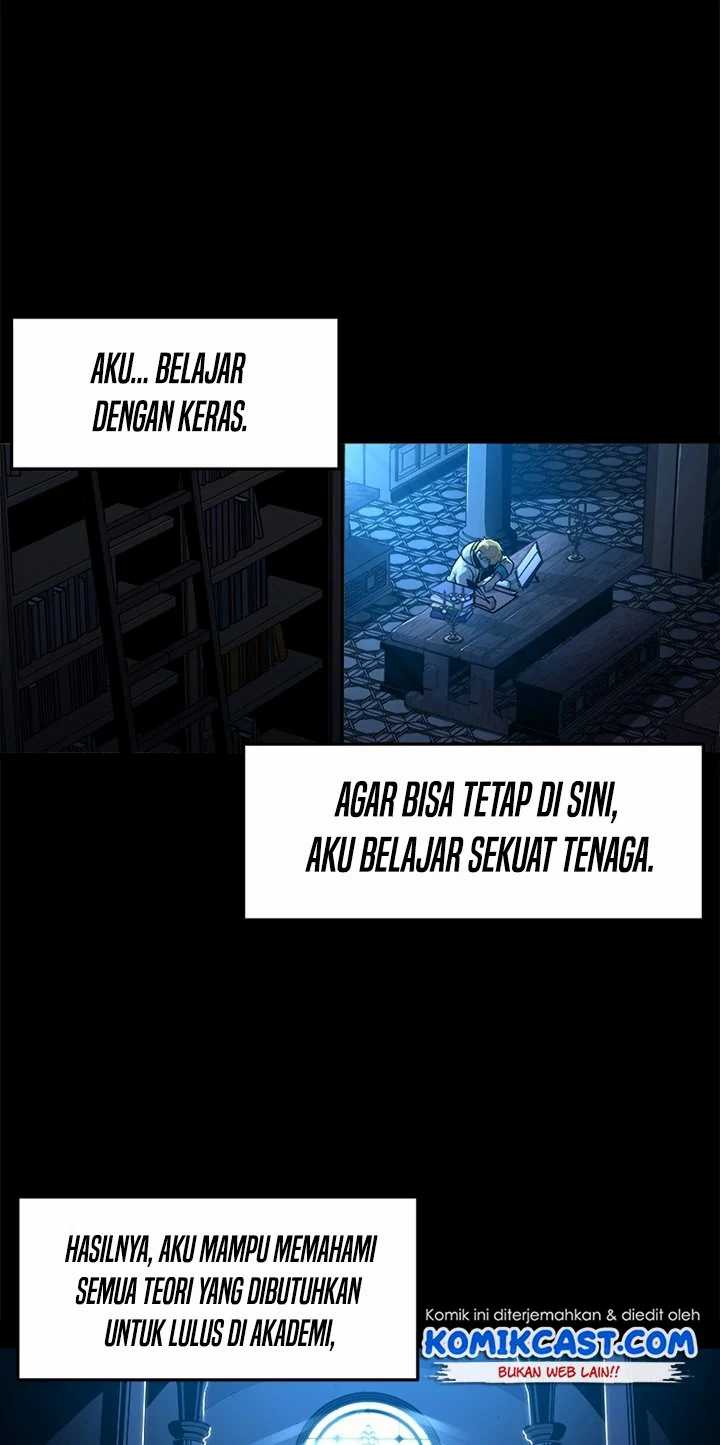 AKU... BELAJAR
DENGAN KERAS.
AGAR BISA TETAP DI SINI,
AKU BELAJAR SEKUAT TENAGA.
HASILNYA, AKU MAMPU MEMAHAMI
SEMUA TEORI YANG DIBUTUHKAN
UNTUK LULUS DI AKADEMI,
Komik ini diterjemahkan & diedit oleh
KOMIKCAST.COM
BUKAN WEB LAIN!!